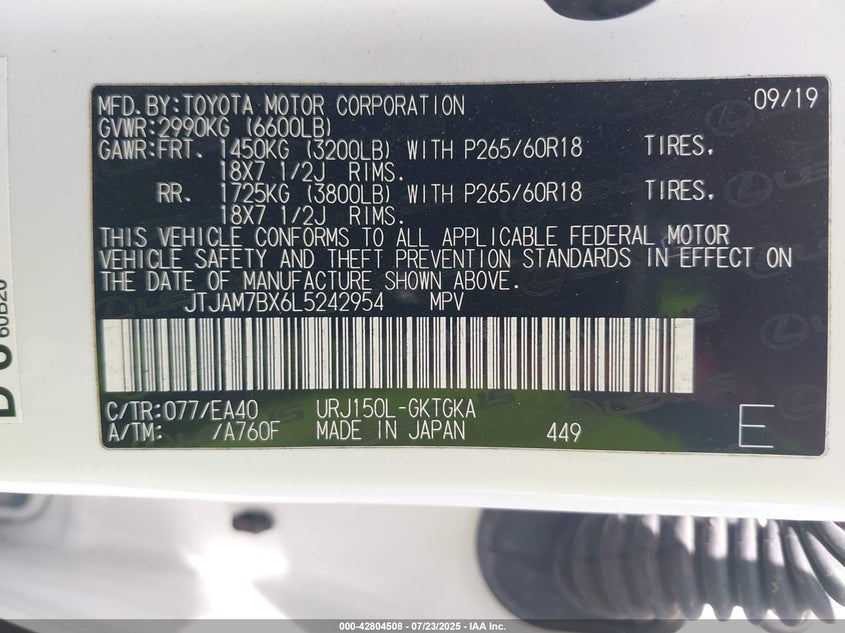 MFD.BY:TOYOTA MOTOR CORPORATION 09/19
GVWR:2990KG (6600LB)
GAWR:FRT. 1450KG (3200LB) WITH P265/60R18 TIRES,
18X7 1/2J RIMS.
RR. 1725KG (3800LB) WITH P265/60R18 TIRES,
18X7 1/2J RIMS.
THIS VEHICLE CONFORMS TO ALL APPLICABLE FEDERAL MOTOR
VEHICLE SAFETY AND THEFT PREVENTION STANDARDS IN EFFECT ON
THE DATE OF MANUFACTURE SHOWN ABOVE.
JTJAM7BX6L5242954 MPV
C/TR:077/EA40 URJ150L-GKTGKA
A/TM: /A760F MADE IN JAPAN 449 E
60B20
000-42804508 - 07/23/2025 - IAA Inc.